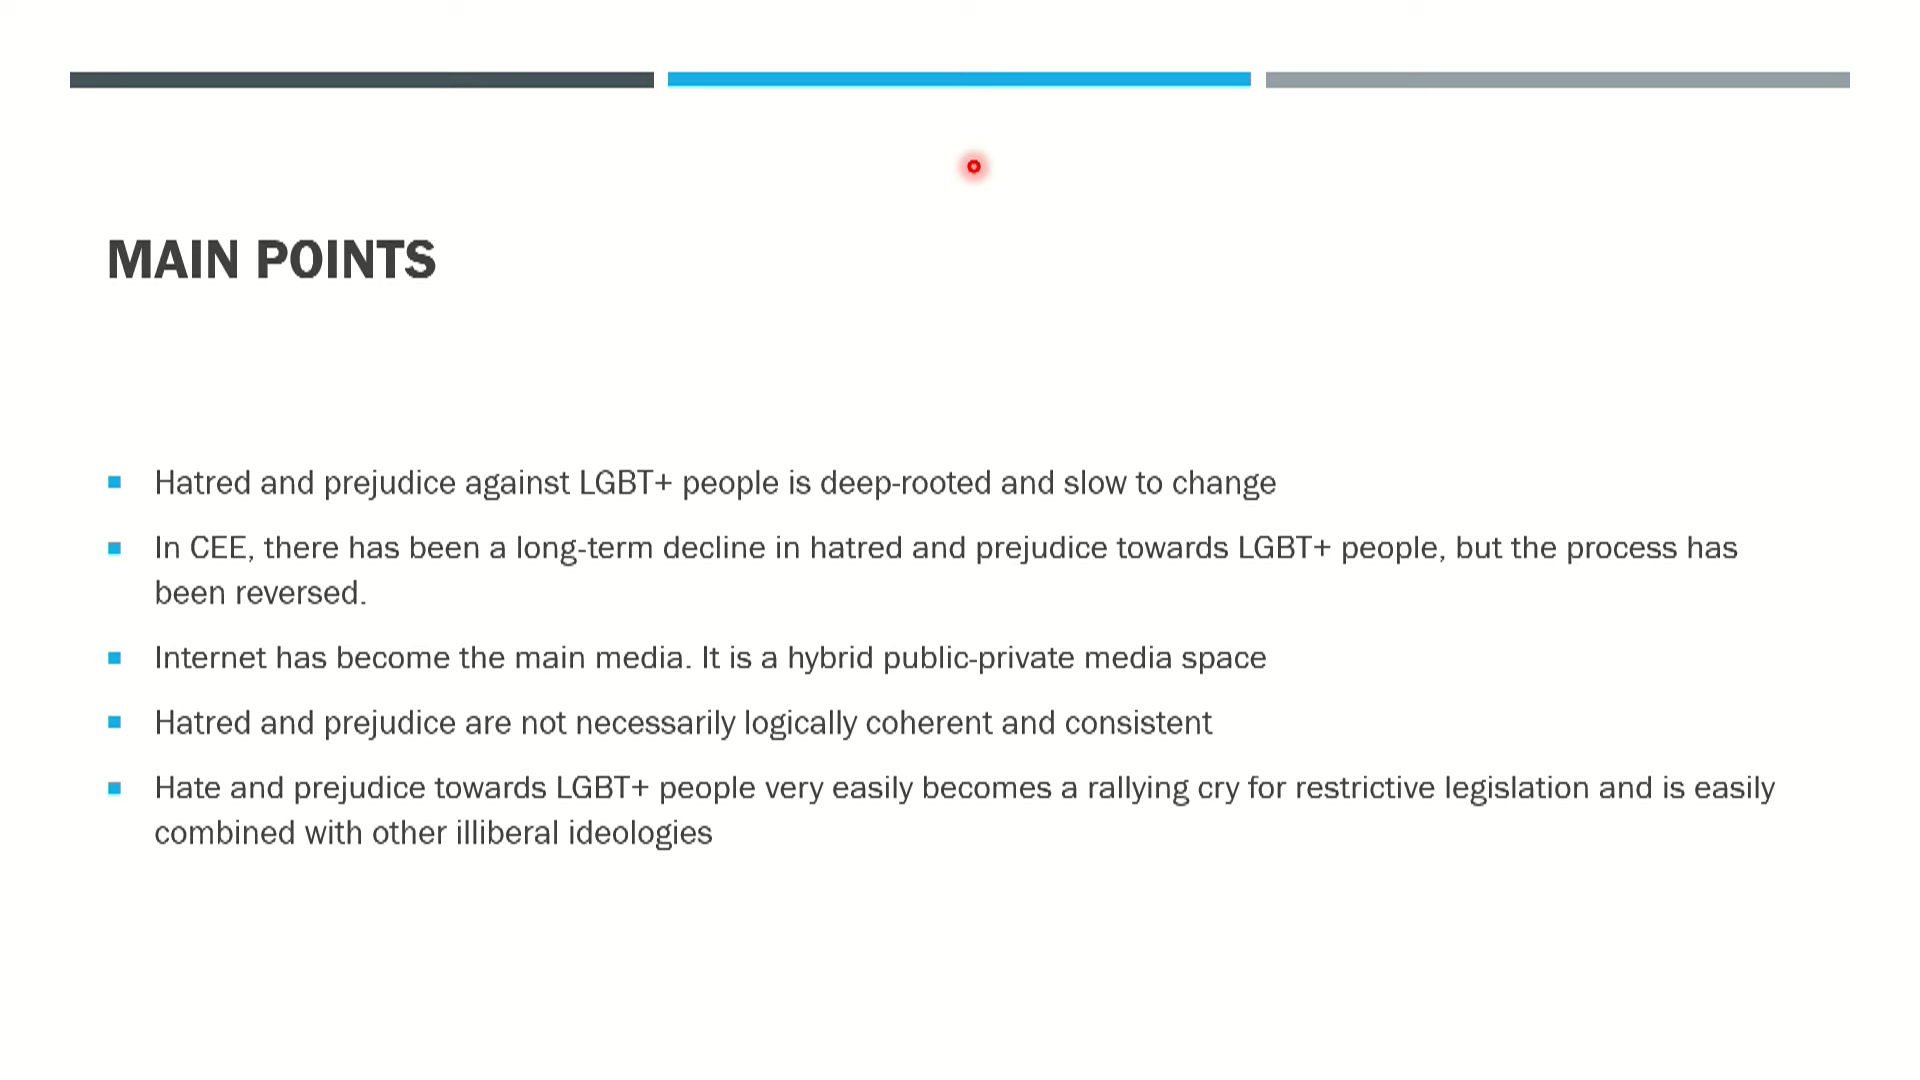 MAIN POINTS
Hatred and prejudice against LGBT+ people is deep-rooted and slow to change
In CEE, there has been a long-term decline in hatred and prejudice towards LGBT+ people, but the process has
been reversed.
Internet has become the main media. It is a hybrid public-private media space
Hatred and prejudice are not necessarily logically coherent and consistent
Hate and prejudice towards LGBT+ people very easily becomes a rallying cry for restrictive legislation and is easily
combined with other illiberal ideologies